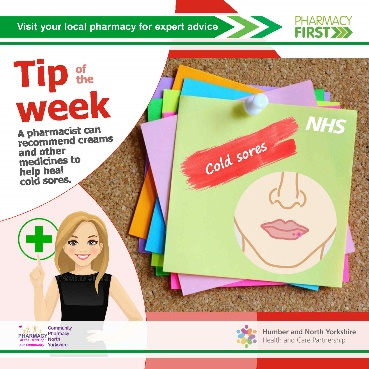 Visit your local pharmacy for expert advice
PHARMACY
FIRST
Tip of
the
week
A pharmacist can
recommend creams
and other
medicines to
help heal
cold sores.
NHS
Cold sores
PHARMACY
Community
Pharmacy
North
Yorkshire
Humber and North Yorkshire
Health and Care Partnership